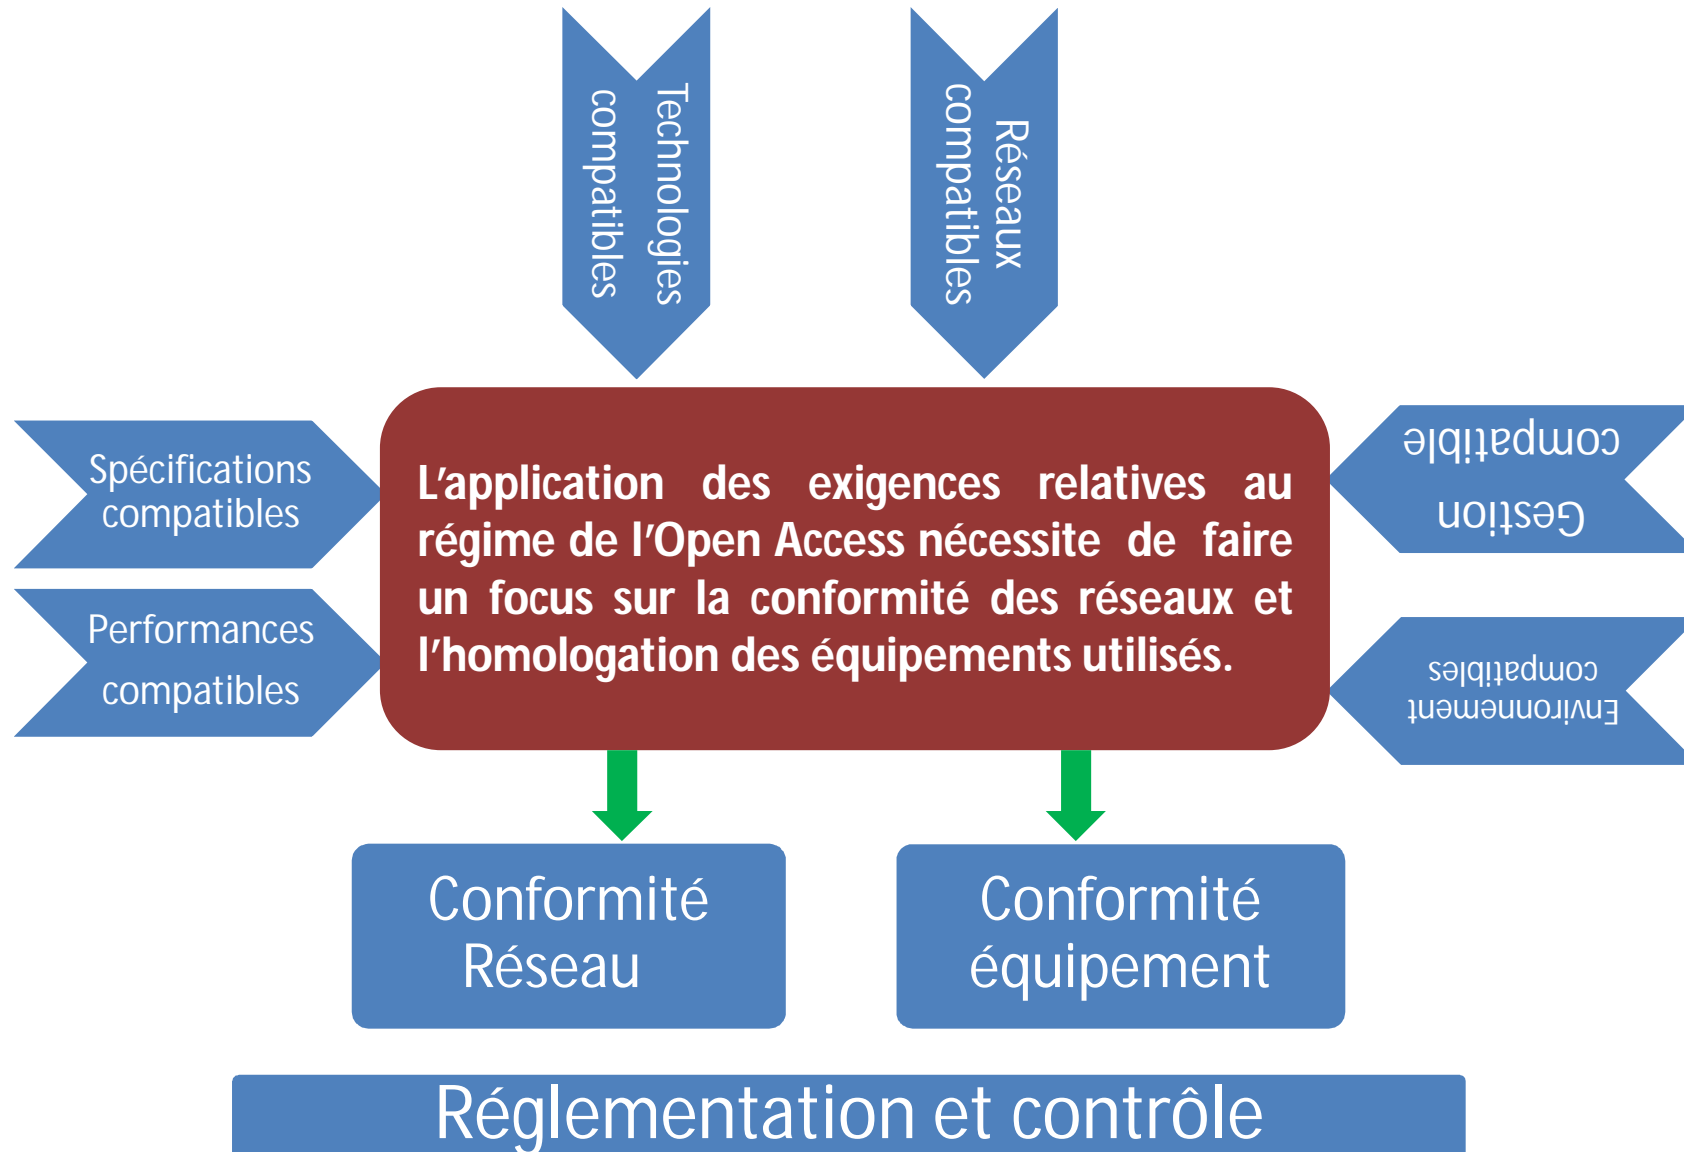 Technologies
compatibles
Réseaux
compatibles
Spécifications
compatibles
Performances
compatibles
L'application des exigences relatives au
régime de l'Open Access nécessite de faire
un focus sur la conformité des réseaux et
l'homologation des équipements utilisés.
Gestion
compatible
Environnement
compatibles
Conformité
Réseau
Conformité
équipement
Réglementation et contrôle